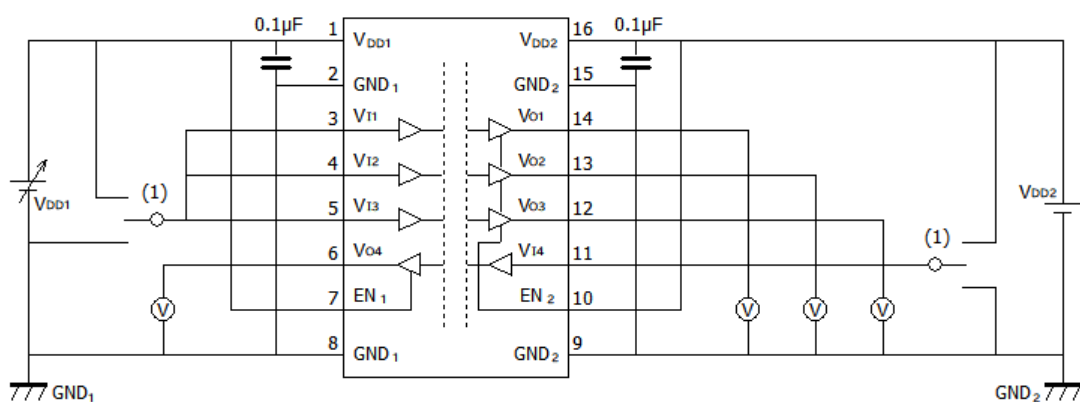 0.1µF
1
16
0.1µF
VDD1
VDD2
2
GND1
GND2
15
3
VI1
VO1
14
4
VI2
VO2
13
VDD1
(1)
5
VI3
VO3
12
(1)
VDD2
6
VO4
VI4
11
V
7
EN1
EN2
10
V
V
V
8
GND1
GND2
9
GND1
GND2